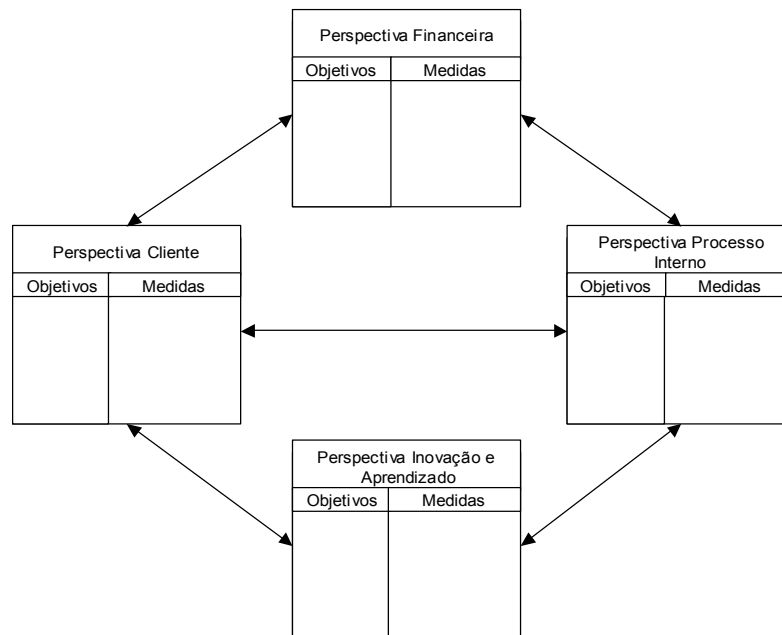 Perspectiva Financeira
Objetivos Medidas
Perspectiva Cliente
Objetivos Medidas
Perspectiva Processo
Interno
Objetivos Medidas
Perspectiva Inovação e
Aprendizado
Objetivos Medidas